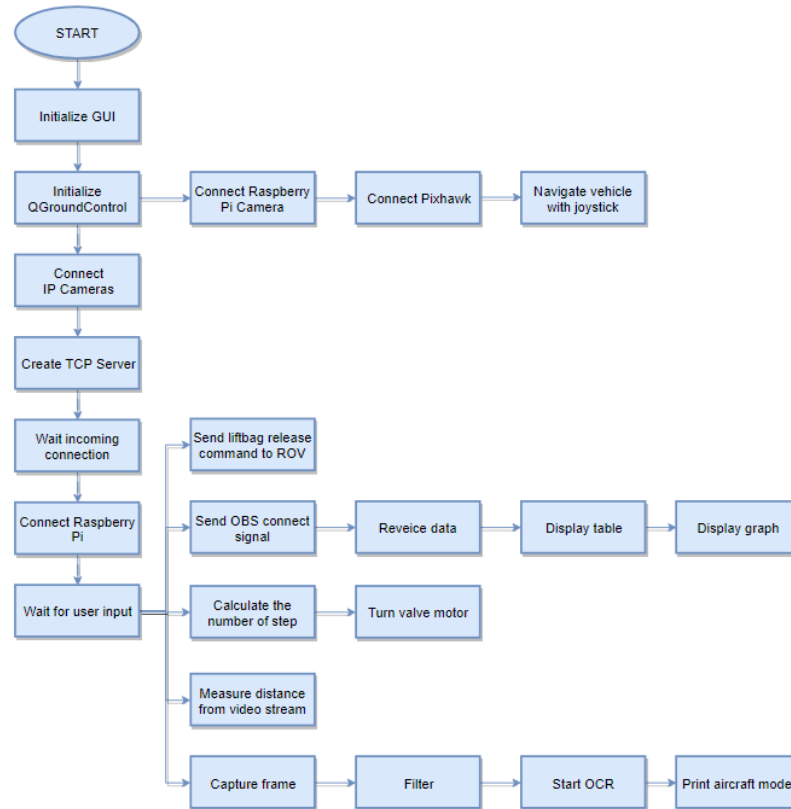 START
Initialize GUI
Initialize
QGroundControl
Connect Raspberry
Pi Camera
Connect Pixhawk
Navigate vehicle
with joystick
Connect
IP Cameras
Create TCP Server
Wait incoming
connection
Send liftbag release
command to ROV
Connect Raspberry
Pi
Send OBS connect
signal
Reveice data
Display table
Display graph
Wait for user input
Calculate the
number of step
Turn valve motor
Measure distance
from video stream
Capture frame
Filter
Start OCR
Print aircraft model